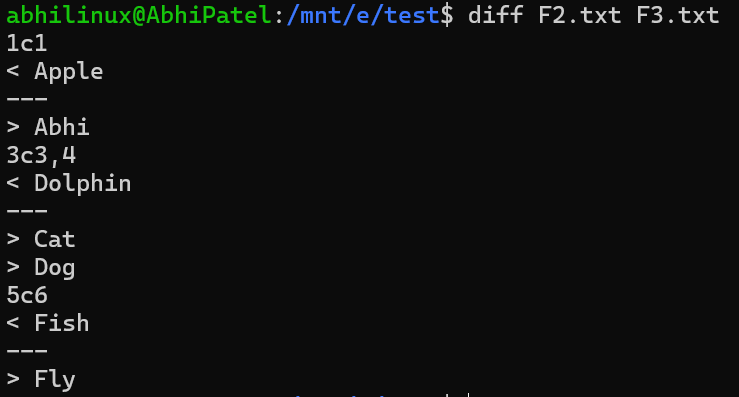 abhilinux@AbhiPatel:/mnt/e/test$ diff F2.txt F3.txt
1c1
< Apple
---
> Abhi
3c3,4
< Dolphin
---
> Cat
> Dog
5c6
< Fish
---
> Fly